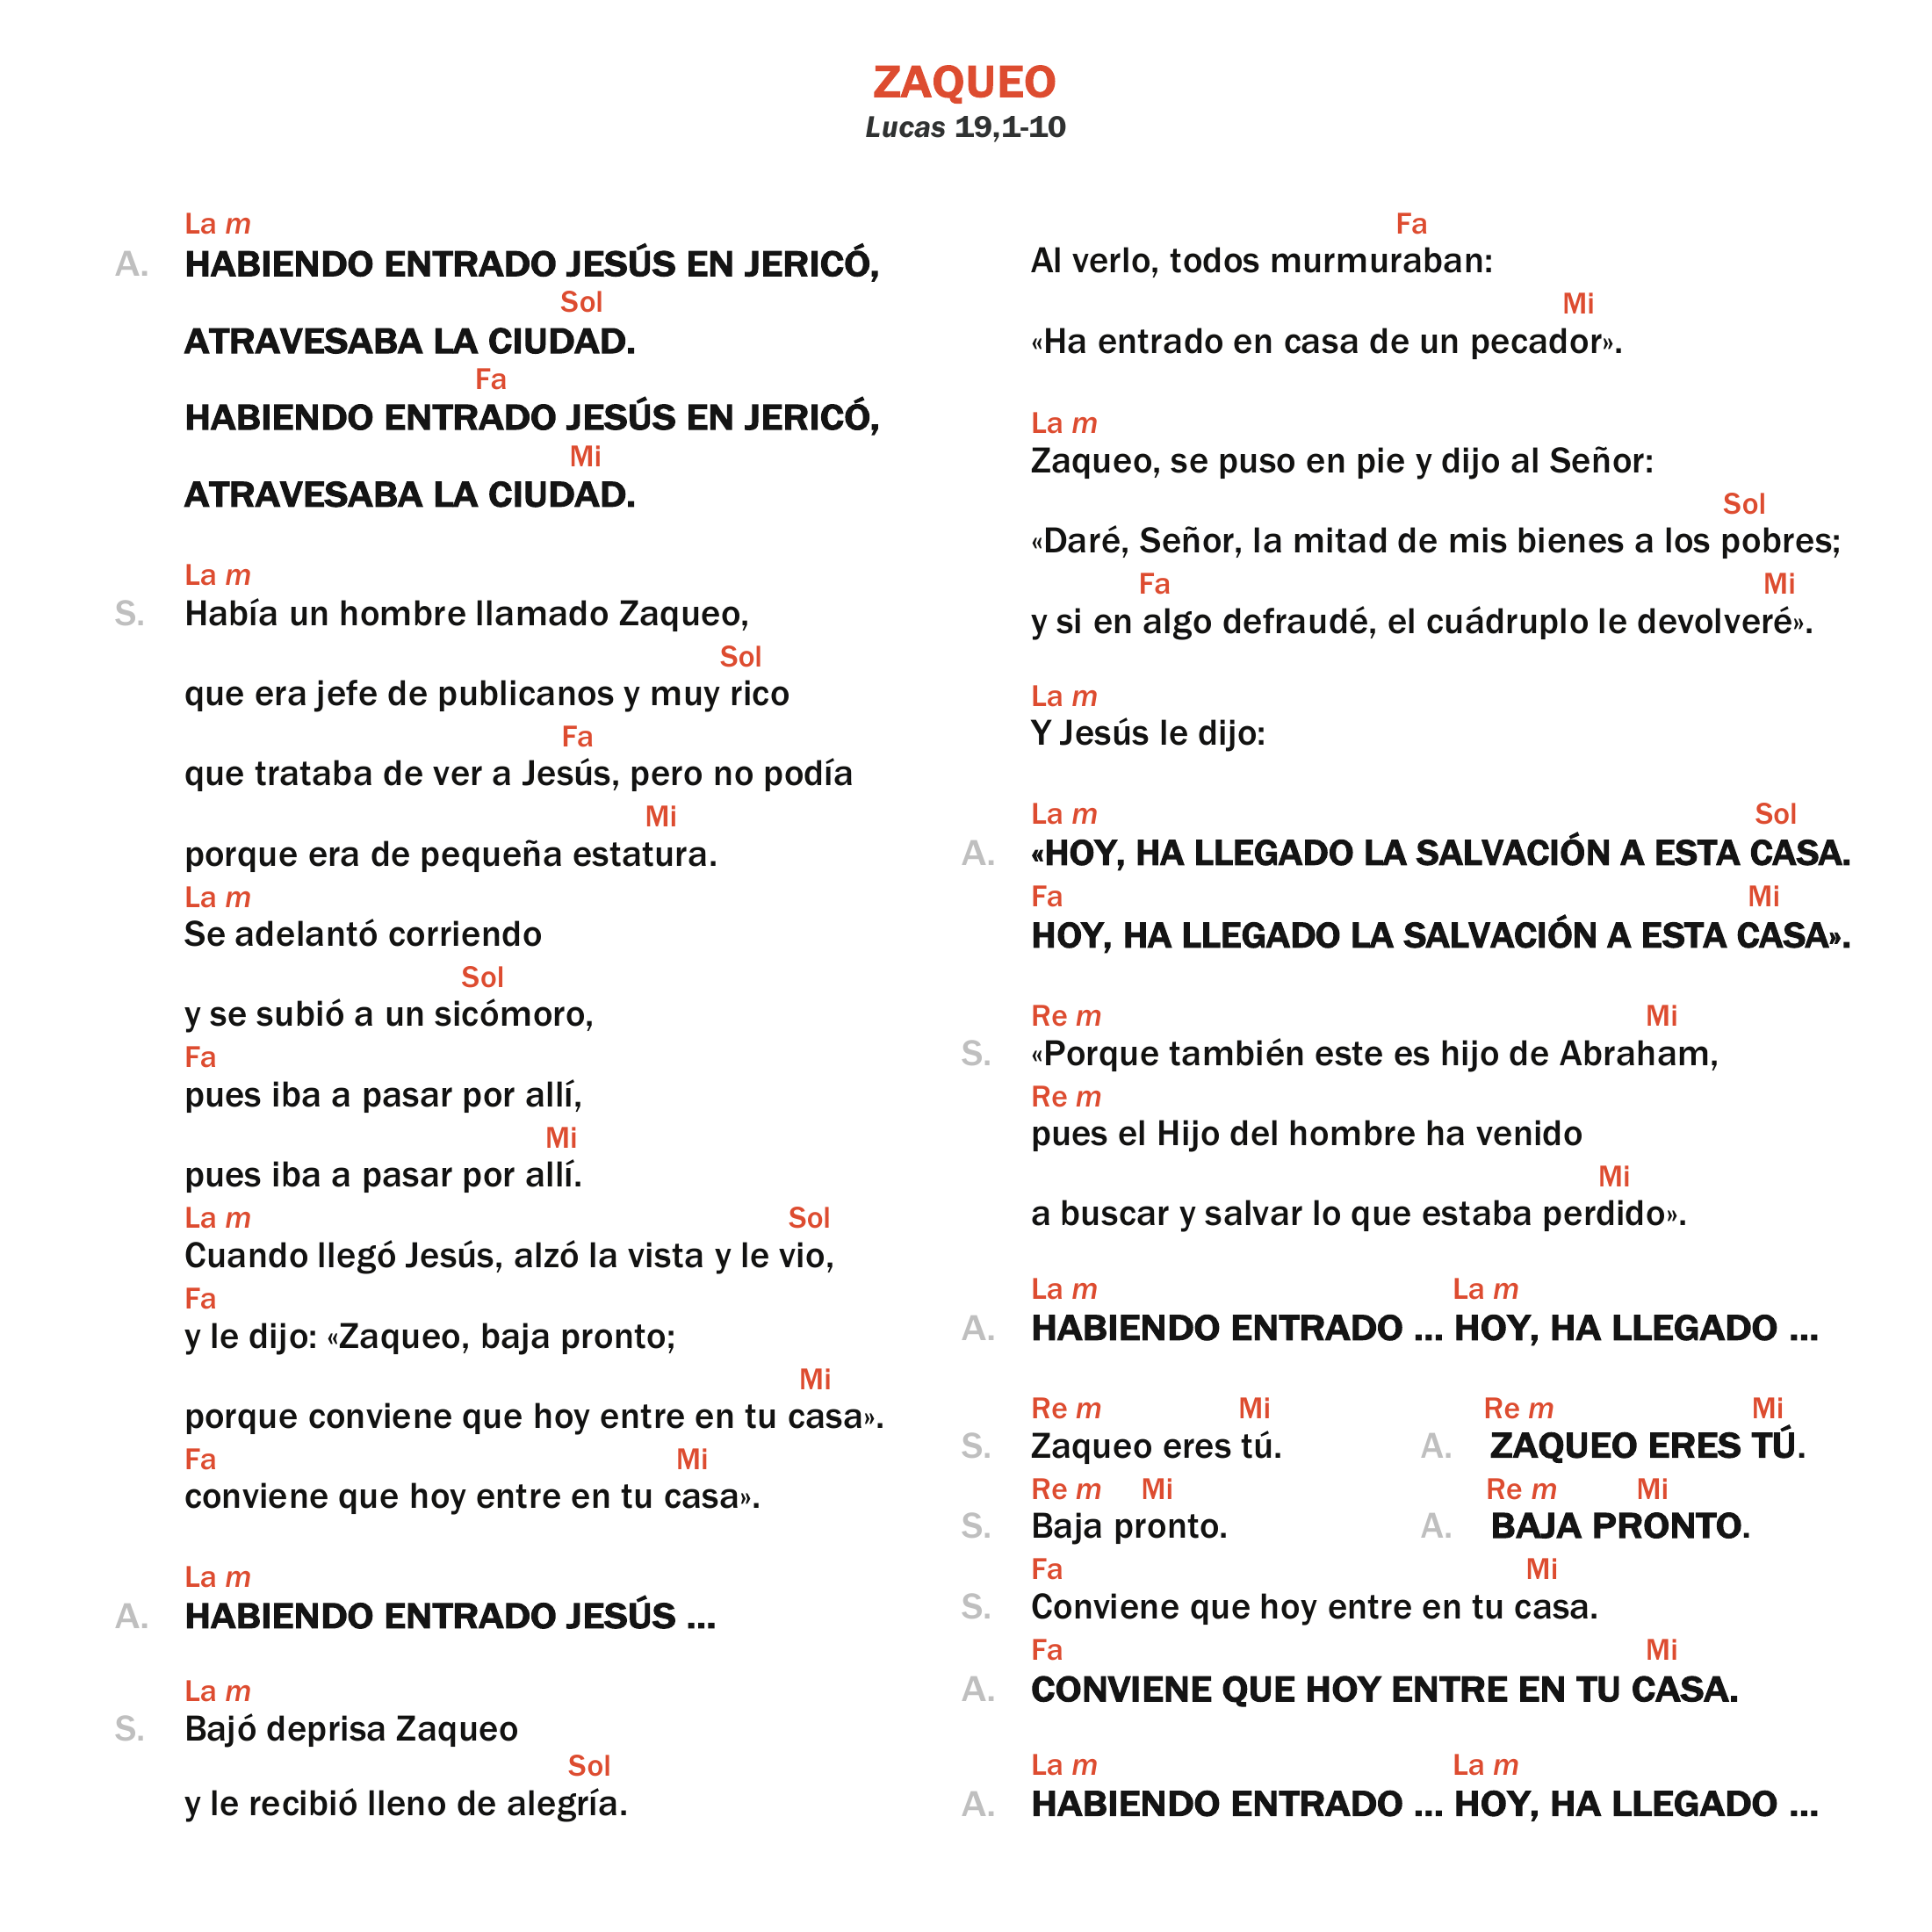 ZAQUEO
Lucas 19,1-10
La m
A. HABIENDO ENTRADO JESÚS EN JERICÓ,
Sol
ATRAVESABA LA CIUDAD.
Fa
HABIENDO ENTRADO JESÚS EN JERICÓ,
Mi
ATRAVESABA LA CIUDAD.
La m
S. Había un hombre llamado Zaqueo,
Sol
que era jefe de publicanos y muy rico
Fa
que trataba de ver a Jesús, pero no podía
Mi
porque era de pequeña estatura.
La m
Se adelantó corriendo
Sol
y se subió a un sicómoro,
Fa
pues iba a pasar por allí,
Mi
pues iba a pasar por allí.
La m Sol
Cuando llegó Jesús, alzó la vista y le vio,
Fa
y le dijo: «Zaqueo, baja pronto;
Mi
porque conviene que hoy entre en tu casa».
Fa Mi
conviene que hoy entre en tu casa».
La m
A. HABIENDO ENTRADO JESÚS ...
La m
S. Bajó deprisa Zaqueo
Sol
y le recibió lleno de alegría.
Fa
Al verlo, todos murmuraban:
Mi
«Ha entrado en casa de un pecador».
La m
Zaqueo, se puso en pie y dijo al Señor:
Sol
«Daré, Señor, la mitad de mis bienes a los pobres;
Fa Mi
y si en algo defraudé, el cuádruplo le devolveré».
La m
Y Jesús le dijo:
La m Sol
A. «HOY, HA LLEGADO LA SALVACIÓN A ESTA CASA.
Fa Mi
HOY, HA LLEGADO LA SALVACIÓN A ESTA CASA».
Re m Mi
S. «Porque también este es hijo de Abraham,
Re m
pues el Hijo del hombre ha venido
Mi
a buscar y salvar lo que estaba perdido».
La m La m
A. HABIENDO ENTRADO ... HOY, HA LLEGADO ...
Re m Mi Re m Mi
S. Zaqueo eres tú. A. ZAQUEO ERES TÚ.
Re m Mi Re m Mi
S. Baja pronto. A. BAJA PRONTO.
Fa Mi
S. Conviene que hoy entre en tu casa.
Fa Mi
A. CONVIENE QUE HOY ENTRE EN TU CASA.
La m La m
A. HABIENDO ENTRADO ... HOY, HA LLEGADO ...